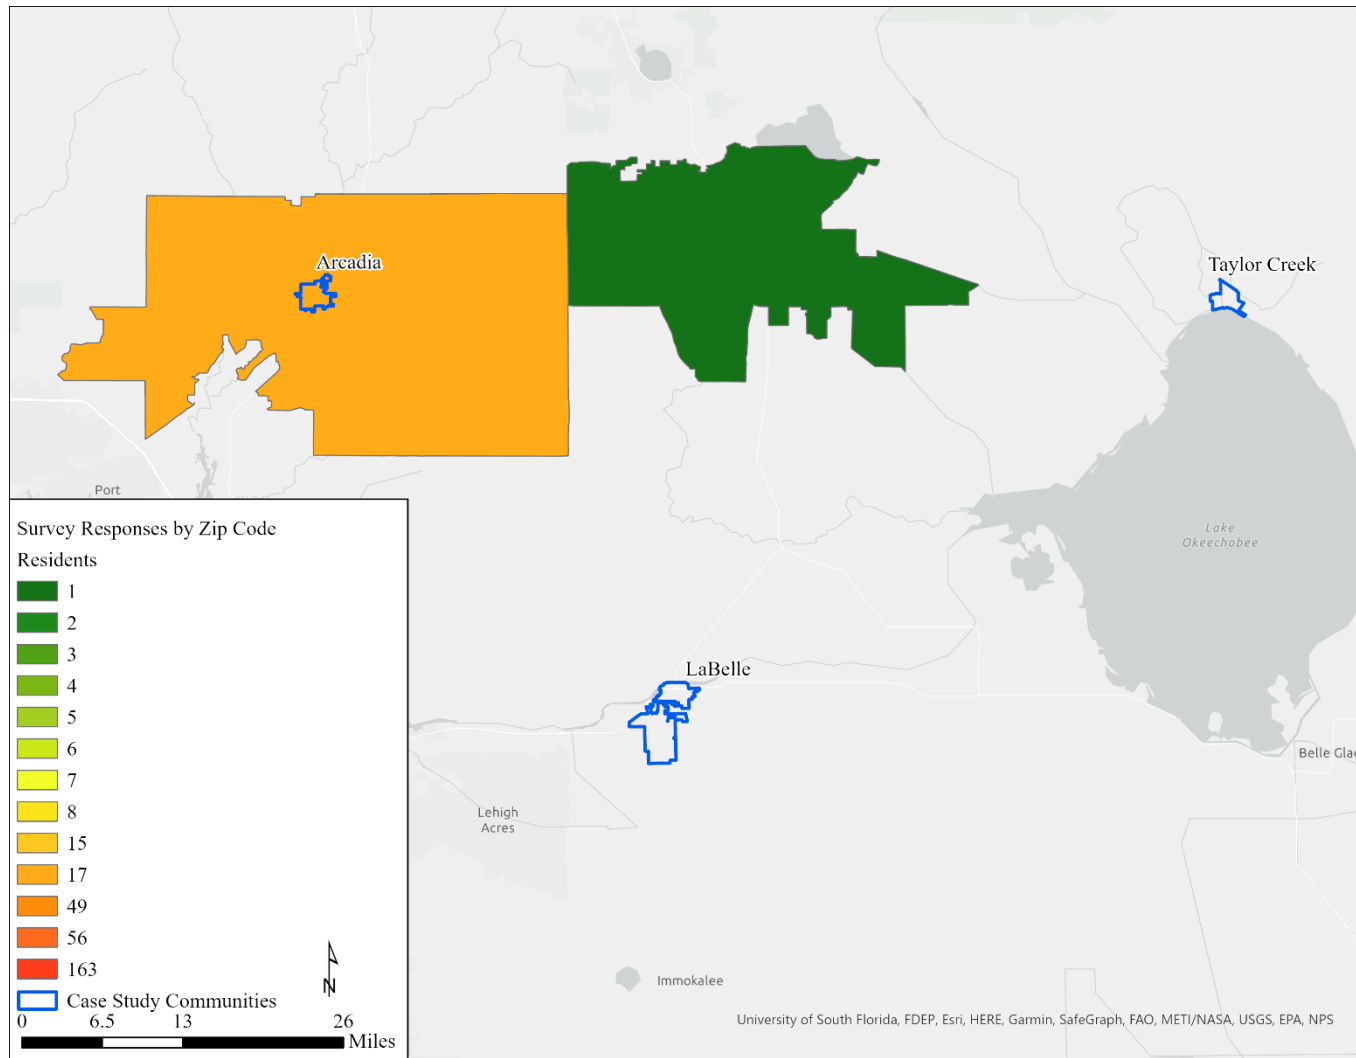 Arcadia
Taylor Creek
Port
Lake
Okeechobee
LaBelle
Lehigh
Acres
Belle Glad
Immokalee
Survey Responses by Zip Code
Residents
1
2
3
4
5
6
7
8
15
17
49
56
163
Case Study Communities
N
0 6.5 13 26
Miles
University of South Florida, FDEP, Esri, HERE, Garmin, SafeGraph, FAO, METI/NASA, USGS, EPA, NPS